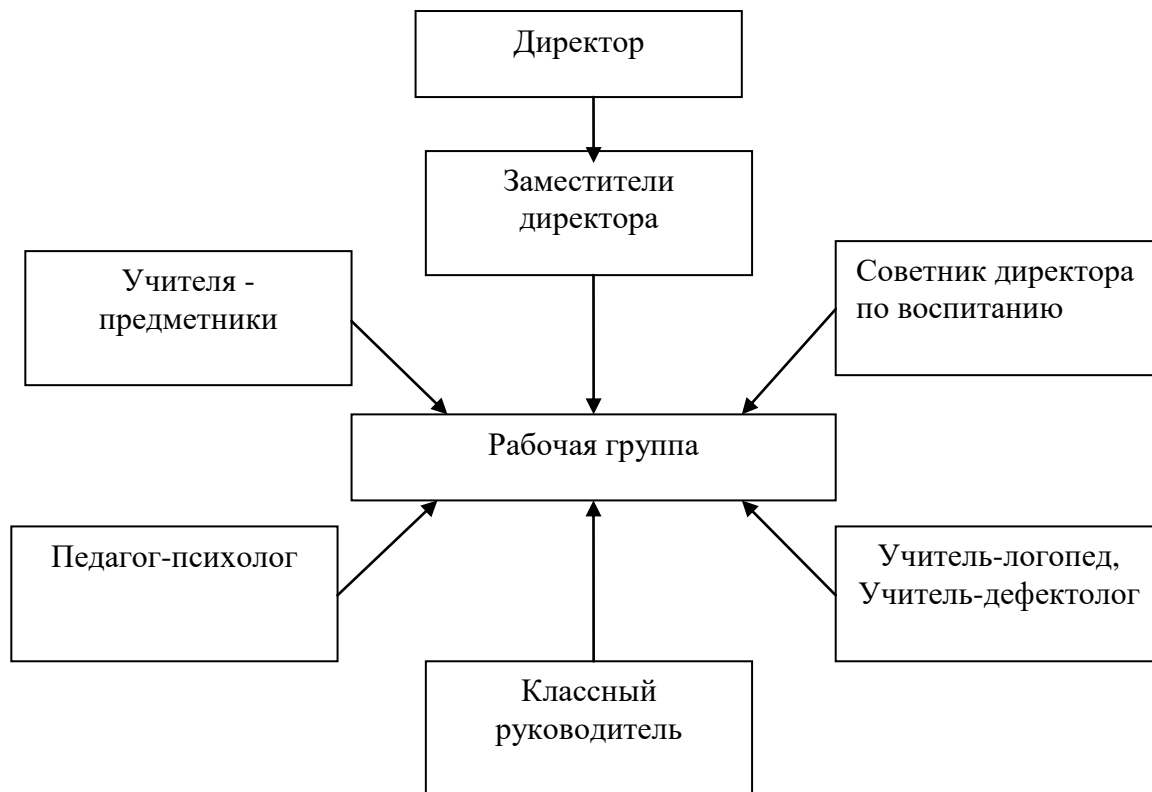 Директор
Заместители
директора
Учителя -
предметники
Советник директора
по воспитанию
Рабочая группа
Педагог-психолог
Учитель-логопед,
Учитель-дефектолог
Классный
руководитель